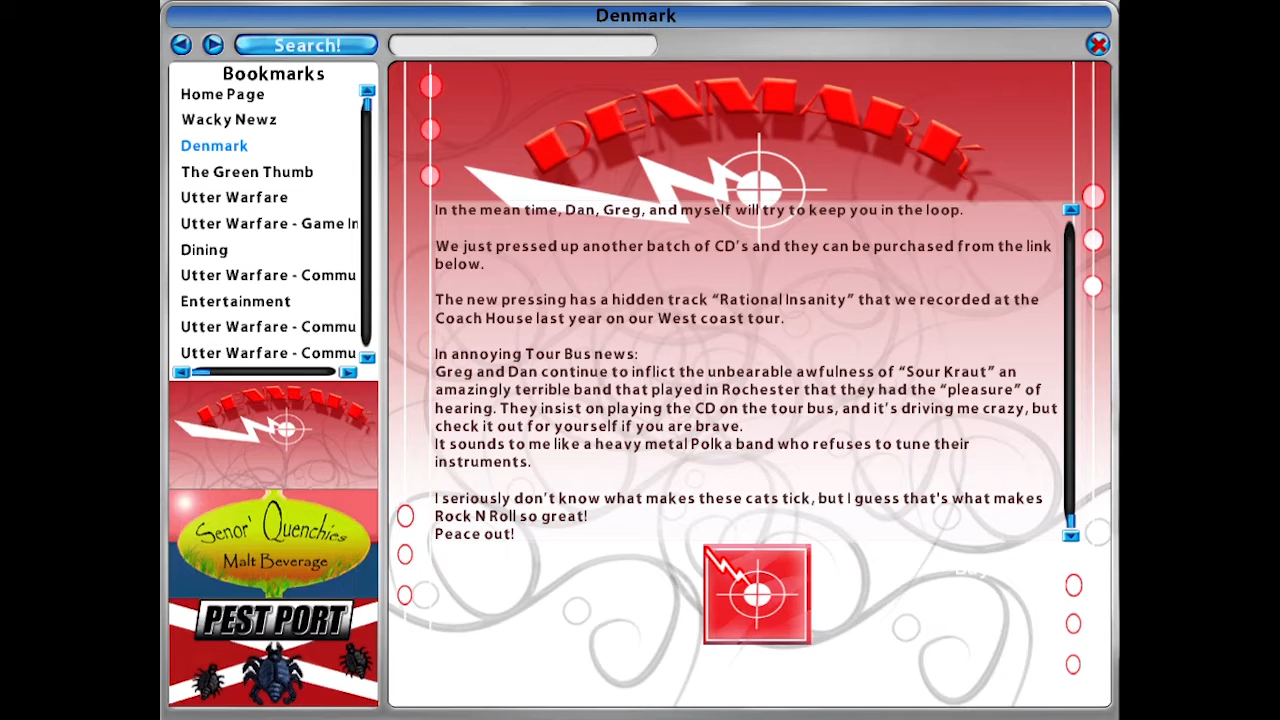 Denmark
Search!
Bookmarks
Home Page
Wacky Newz
Denmark
The Green Thumb
Utter Warfare
Utter Warfare - Game In
Dining
Utter Warfare - Commu
Entertainment
Utter Warfare - Commu
Utter Warfare - Commu
DENMARK
Senor' Quenchies
Malt Beverage
PEST PORT
DENMARK
In the mean time, Dan, Greg, and myself will try to keep you in the loop.
We just pressed up another batch of CD's and they can be purchased from the link
below.
The new pressing has a hidden track “Rational Insanity” that we recorded at the
Coach House last year on our West coast tour.
In annoying Tour Bus news:
Greg and Dan continue to inflict the unbearable awfulness of “Sour Kraut” an
amazingly terrible band that played in Rochester that they had the “pleasure” of
hearing. They insist on playing the CD on the tour bus, and it’s driving me crazy, but
check it out for yourself if you are brave.
It sounds to me like a heavy metal Polka band who refuses to tune their
instruments.
I seriously don’t know what makes these cats tick, but I guess that's what makes
Rock N Roll so great!
Peace out!
Buy